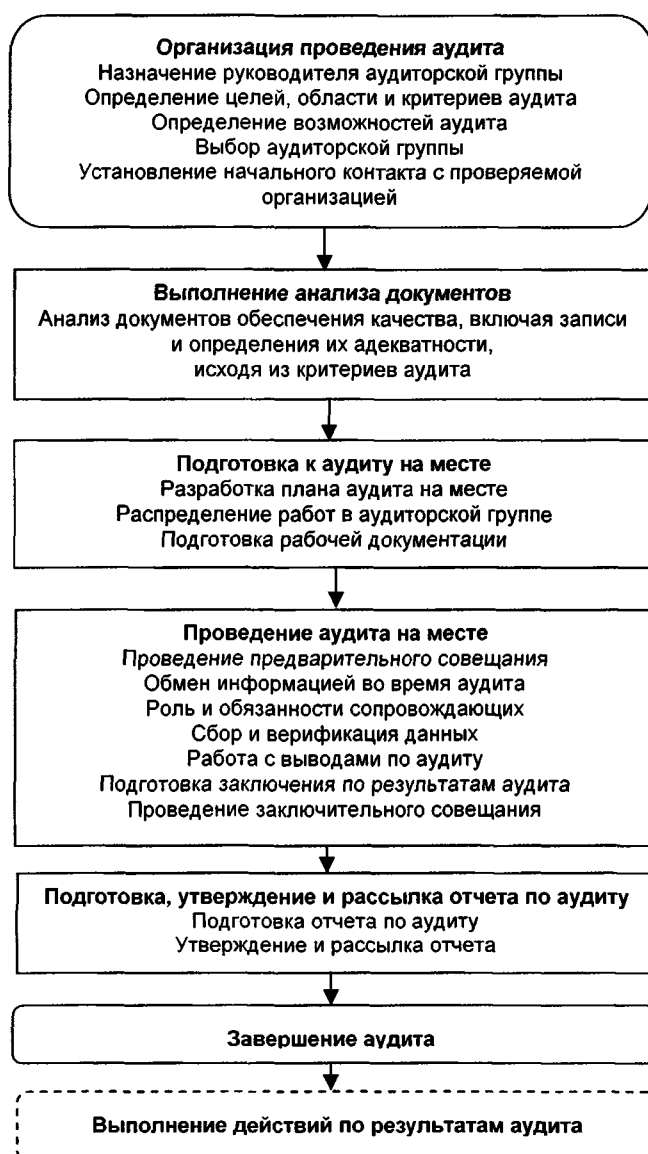 Организация проведения аудита
Назначение руководителя аудиторской группы
Определение целей, области и критериев аудита
Определение возможностей аудита
Выбор аудиторской группы
Установление начального контакта с проверяемой
организацией
Выполнение анализа документов
Анализ документов обеспечения качества, включая записи
и определения их адекватности,
исходя из критериев аудита
Подготовка к аудиту на месте
Разработка плана аудита на месте
Распределение работ в аудиторской группе
Подготовка рабочей документации
Проведение аудита на месте
Проведение предварительного совещания
Обмен информацией во время аудита
Роль и обязанности сопровождающих
Сбор и верификация данных
Работа с выводами по аудиту
Подготовка заключения по результатам аудита
Проведение заключительного совещания
Подготовка, утверждение и рассылка отчета по аудиту
Подготовка отчета по аудиту
Утверждение и рассылка отчета
Завершение аудита
Выполнение действий по результатам аудита